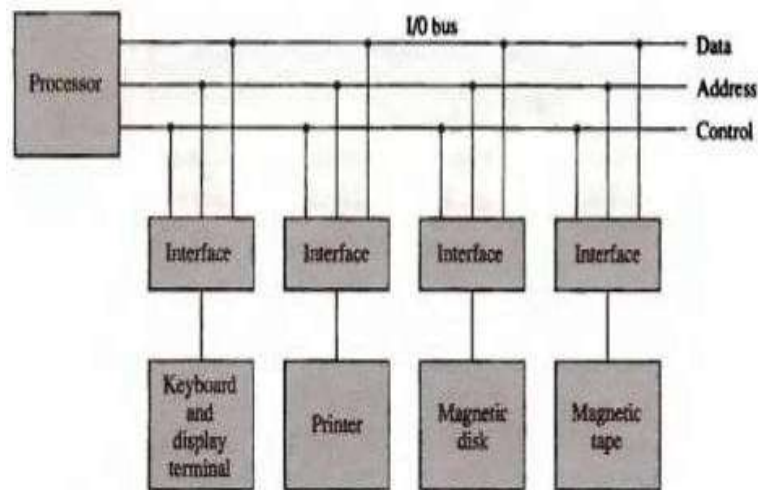 I/O bus
Data
Processor
Address
Control
Interface
Interface
Interface
Interface
Keyboard
and
display
terminal
Printer
Magnetic
disk
Magnetic
tape